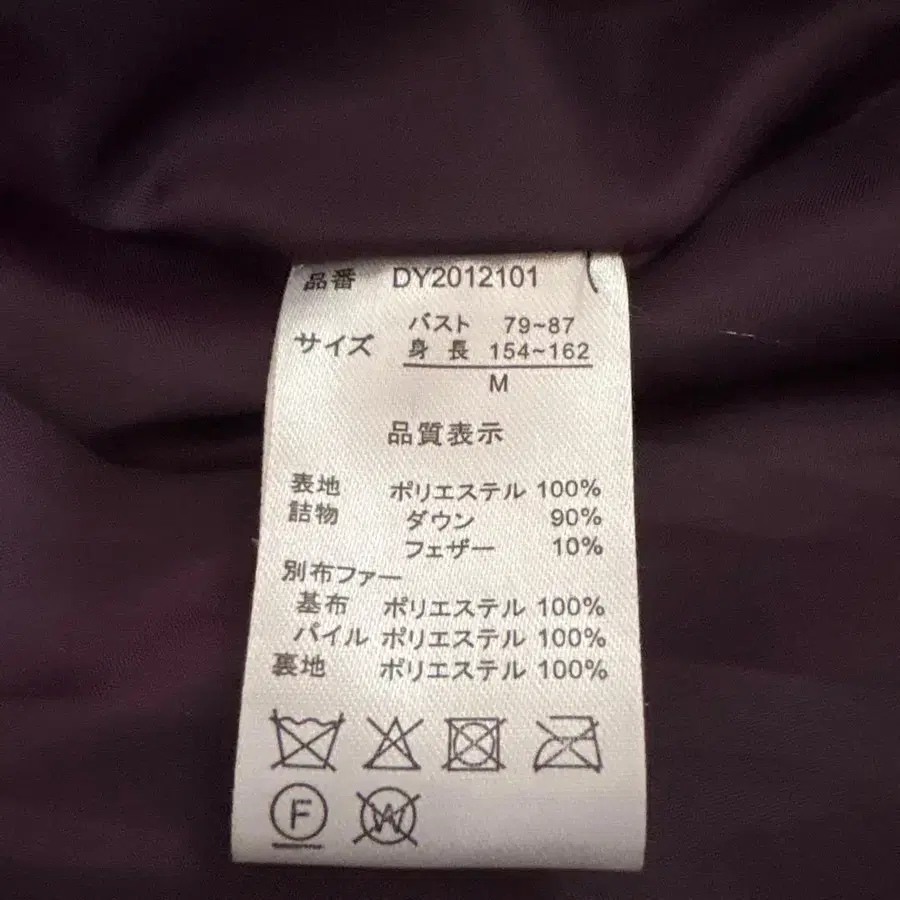 品番 DY2012101
サイズ バスト 79~87
身長 154~162
M
品質表示
表地 ポリエステル 100%
詰物 ダウン 90%
フェザー 10%
別布ファー
基布 ポリエステル 100%
パイル ポリエステル 100%
裏地 ポリエステル 100%
F W